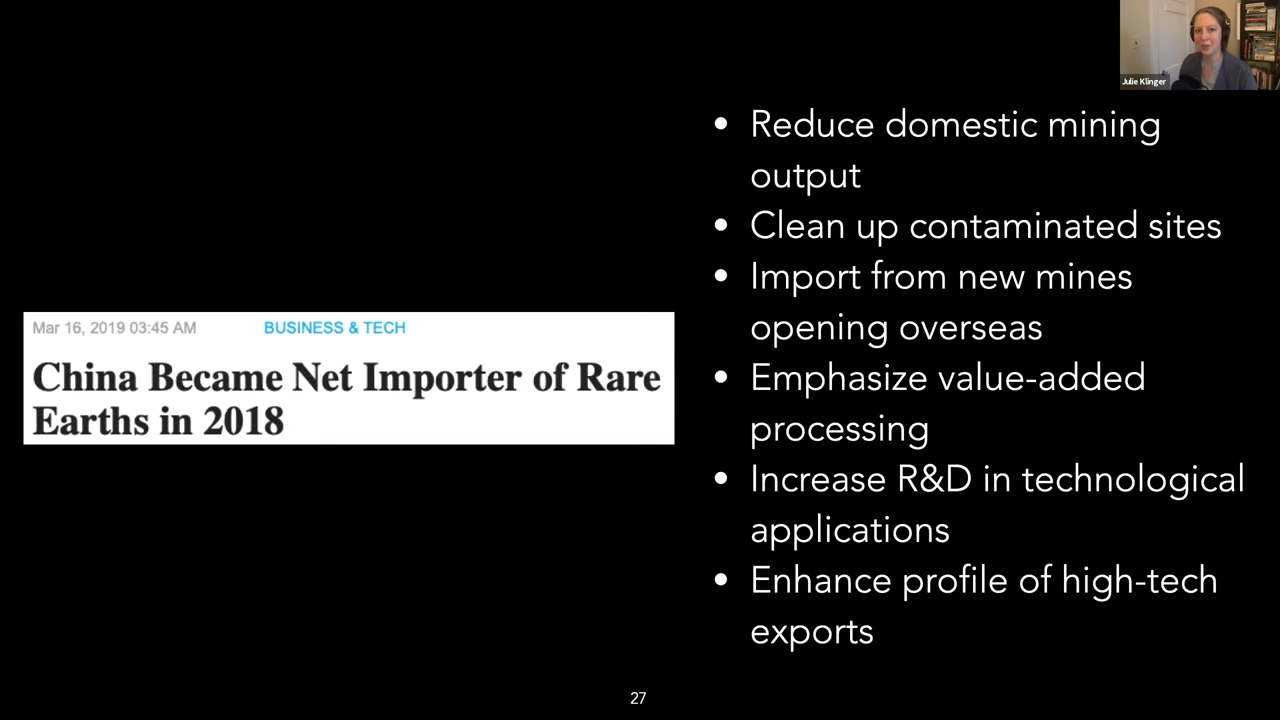 Julie Klinger
Mar 16, 2019 03:45 AM BUSINESS & TECH
China Became Net Importer of Rare
Earths in 2018
• Reduce domestic mining
output
• Clean up contaminated sites
• Import from new mines
opening overseas
• Emphasize value-added
processing
• Increase R&D in technological
applications
• Enhance profile of high-tech
exports
27